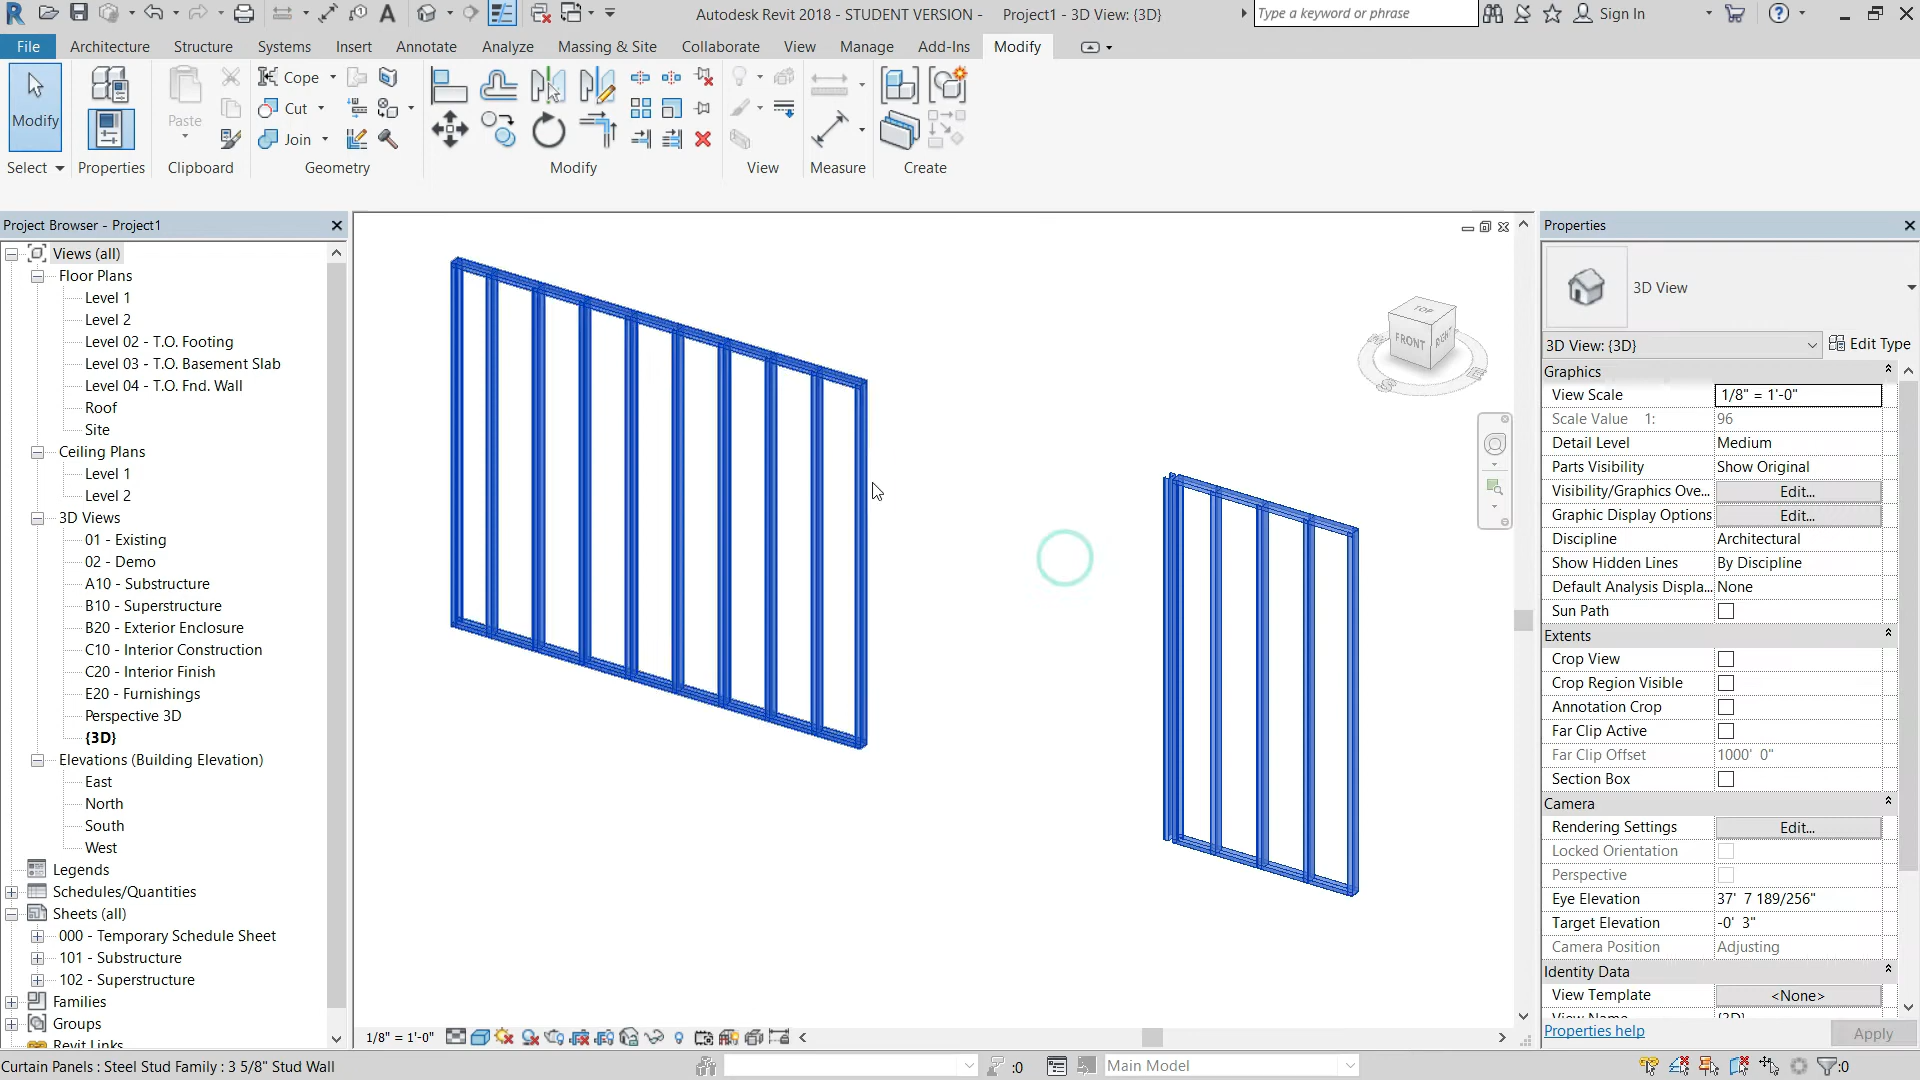 Autodesk Revit 2018 - STUDENT VERSION - Project1 - 3D View: {3D}
Type a keyword or phrase
Sign In
File Architecture Structure Systems Insert Annotate Analyze Massing & Site Collaborate View Manage Add-Ins Modify
Modify
Paste
Cope
Cut
Join
Select Properties Clipboard Geometry Modify View Measure Create
Project Browser - Project1
Views (all)
Floor Plans
Level 1
Level 2
Level 02 - T.O. Footing
Level 03 - T.O. Basement Slab
Level 04 - T.O. Fnd. Wall
Roof
Site
Ceiling Plans
Level 1
Level 2
3D Views
01 - Existing
02 - Demo
A10 - Substructure
B10 - Superstructure
B20 - Exterior Enclosure
C10 - Interior Construction
C20 - Interior Finish
E20 - Furnishings
Perspective 3D
{3D}
Elevations (Building Elevation)
East
North
South
West
Legends
Schedules/Quantities
Sheets (all)
000 - Temporary Schedule Sheet
101 - Substructure
102 - Superstructure
Families
Groups
Revit Links
TOP
FRONT
RIGHT
S
E
1/8" = 1'-0"
Properties
3D View
3D View: {3D}
Edit Type
Graphics
View Scale 1/8" = 1'-0"
Scale Value 1: 96
Detail Level Medium
Parts Visibility Show Original
Visibility/Graphics Ove... Edit...
Graphic Display Options Edit...
Discipline Architectural
Show Hidden Lines By Discipline
Default Analysis Displa... None
Sun Path
Extents
Crop View
Crop Region Visible
Annotation Crop
Far Clip Active
Far Clip Offset 1000' 0"
Section Box
Camera
Rendering Settings Edit...
Locked Orientation
Perspective
Eye Elevation 37' 7 189/256"
Target Elevation -0' 3"
Camera Position Adjusting
Identity Data
View Template <None>
View Name {3D}
Properties help
Apply
Curtain Panels : Steel Stud Family : 3 5/8" Stud Wall
:0
Main Model
:0